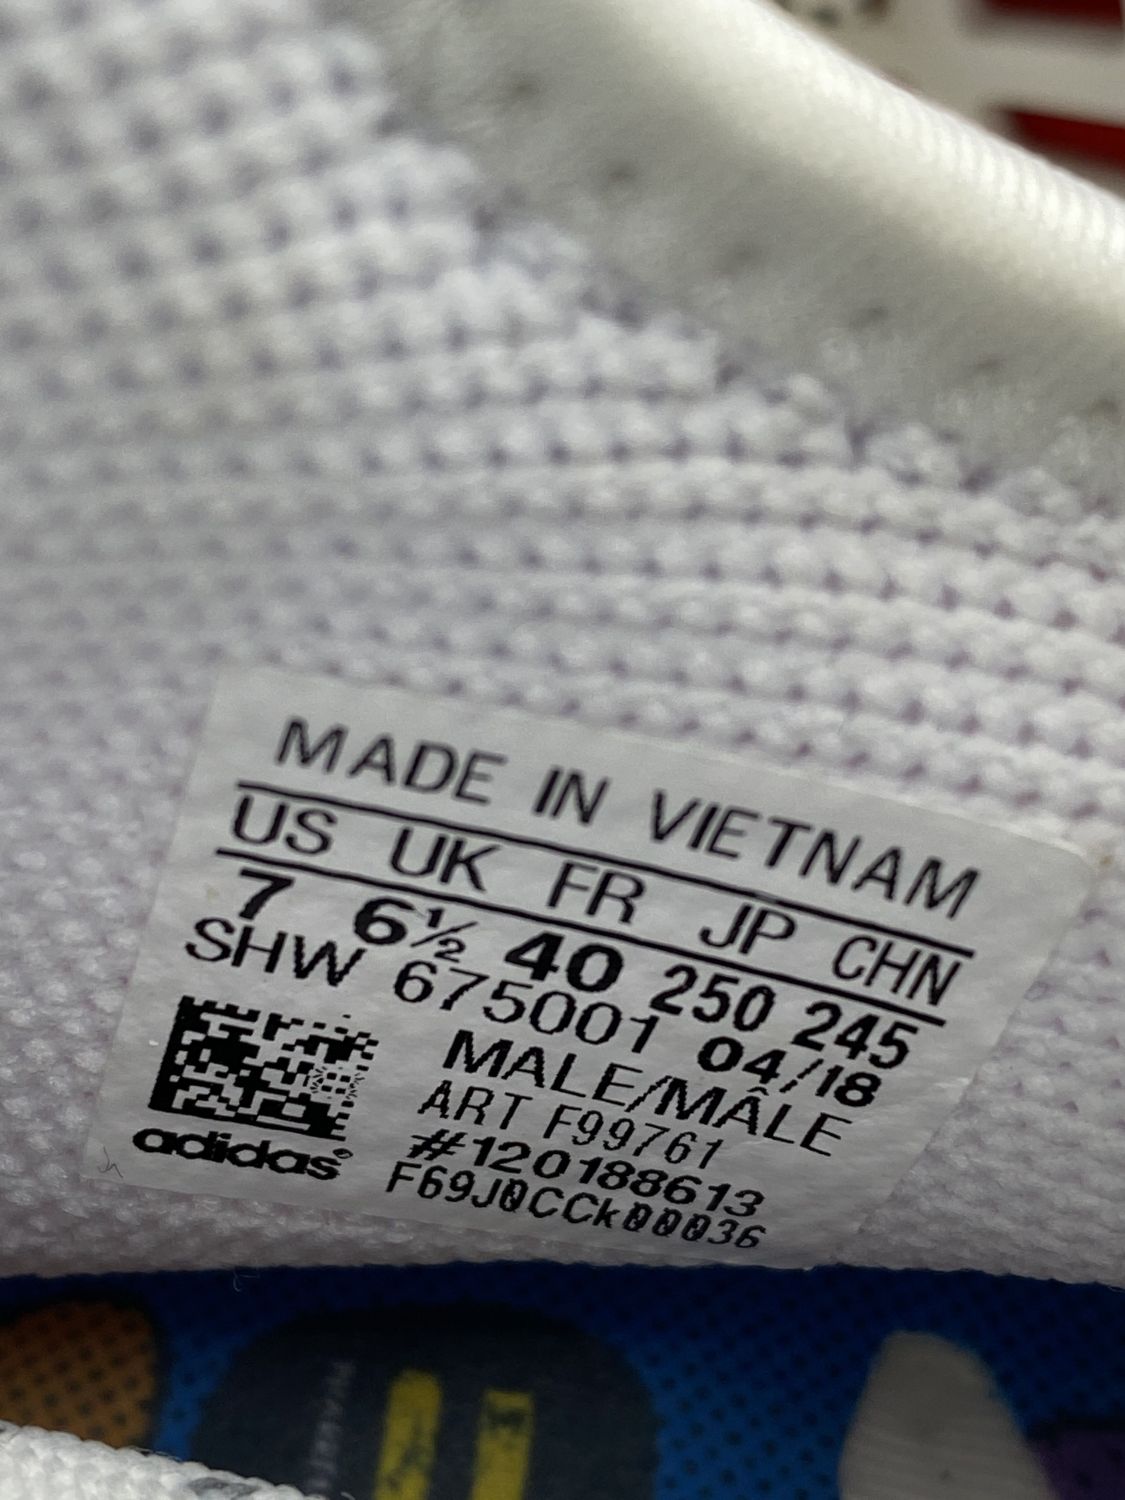 MADE IN VIETNAM
US UK FR JP CHN
7 6½ 40 250 245
SHW 675001 04/18
MALE/MÂLE
ART F99761
#120188613
F69J0CCk00036
adidas